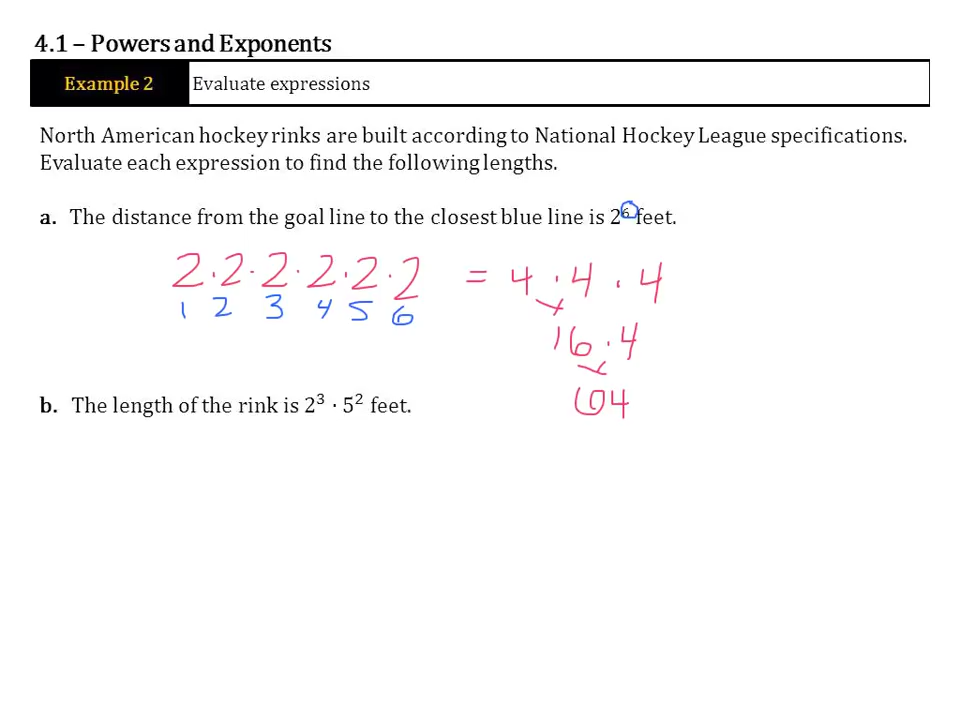 4.1 – Powers and Exponents
Example 2 Evaluate expressions
North American hockey rinks are built according to National Hockey League specifications.
Evaluate each expression to find the following lengths.
a. The distance from the goal line to the closest blue line is 2⁶ feet.
2·2·2·2·2·2 = 4·4·4
1 2 3 4 5 6
16·4
64
b. The length of the rink is 2³ · 5² feet.